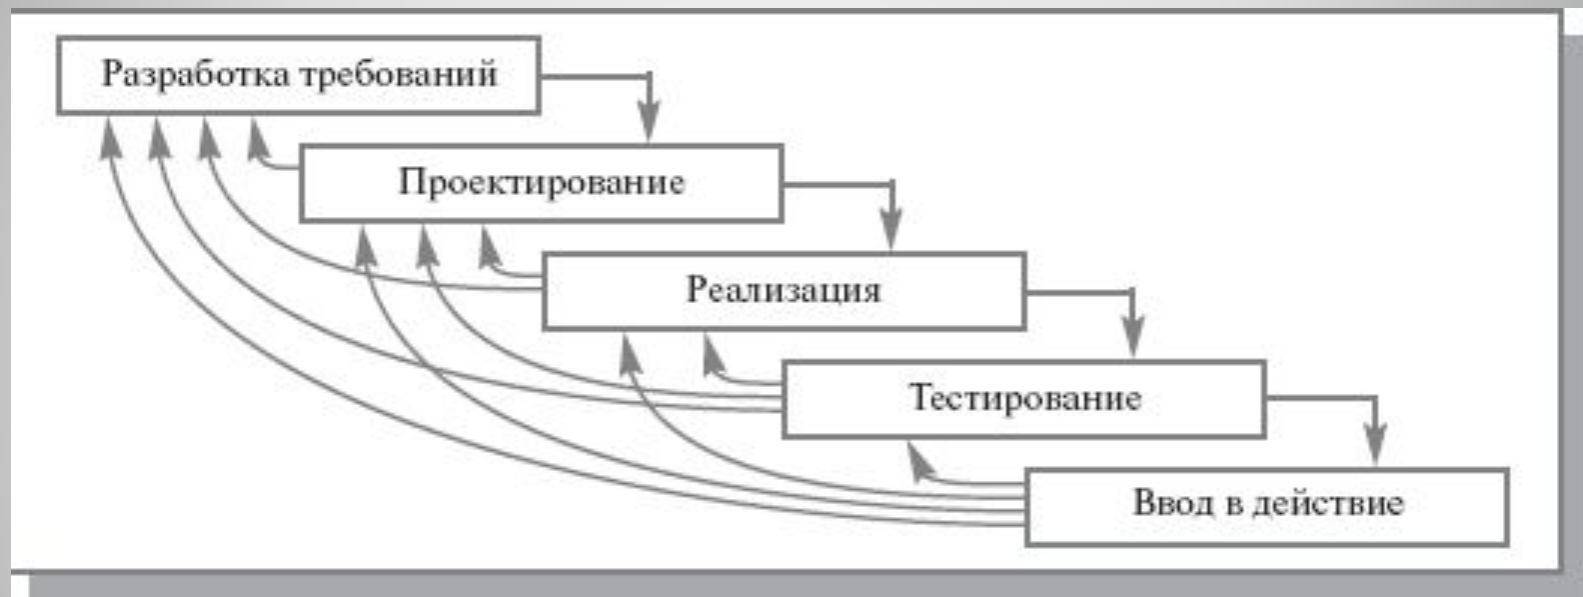 Разработка требований
Проектирование
Реализация
Тестирование
Ввод в действие